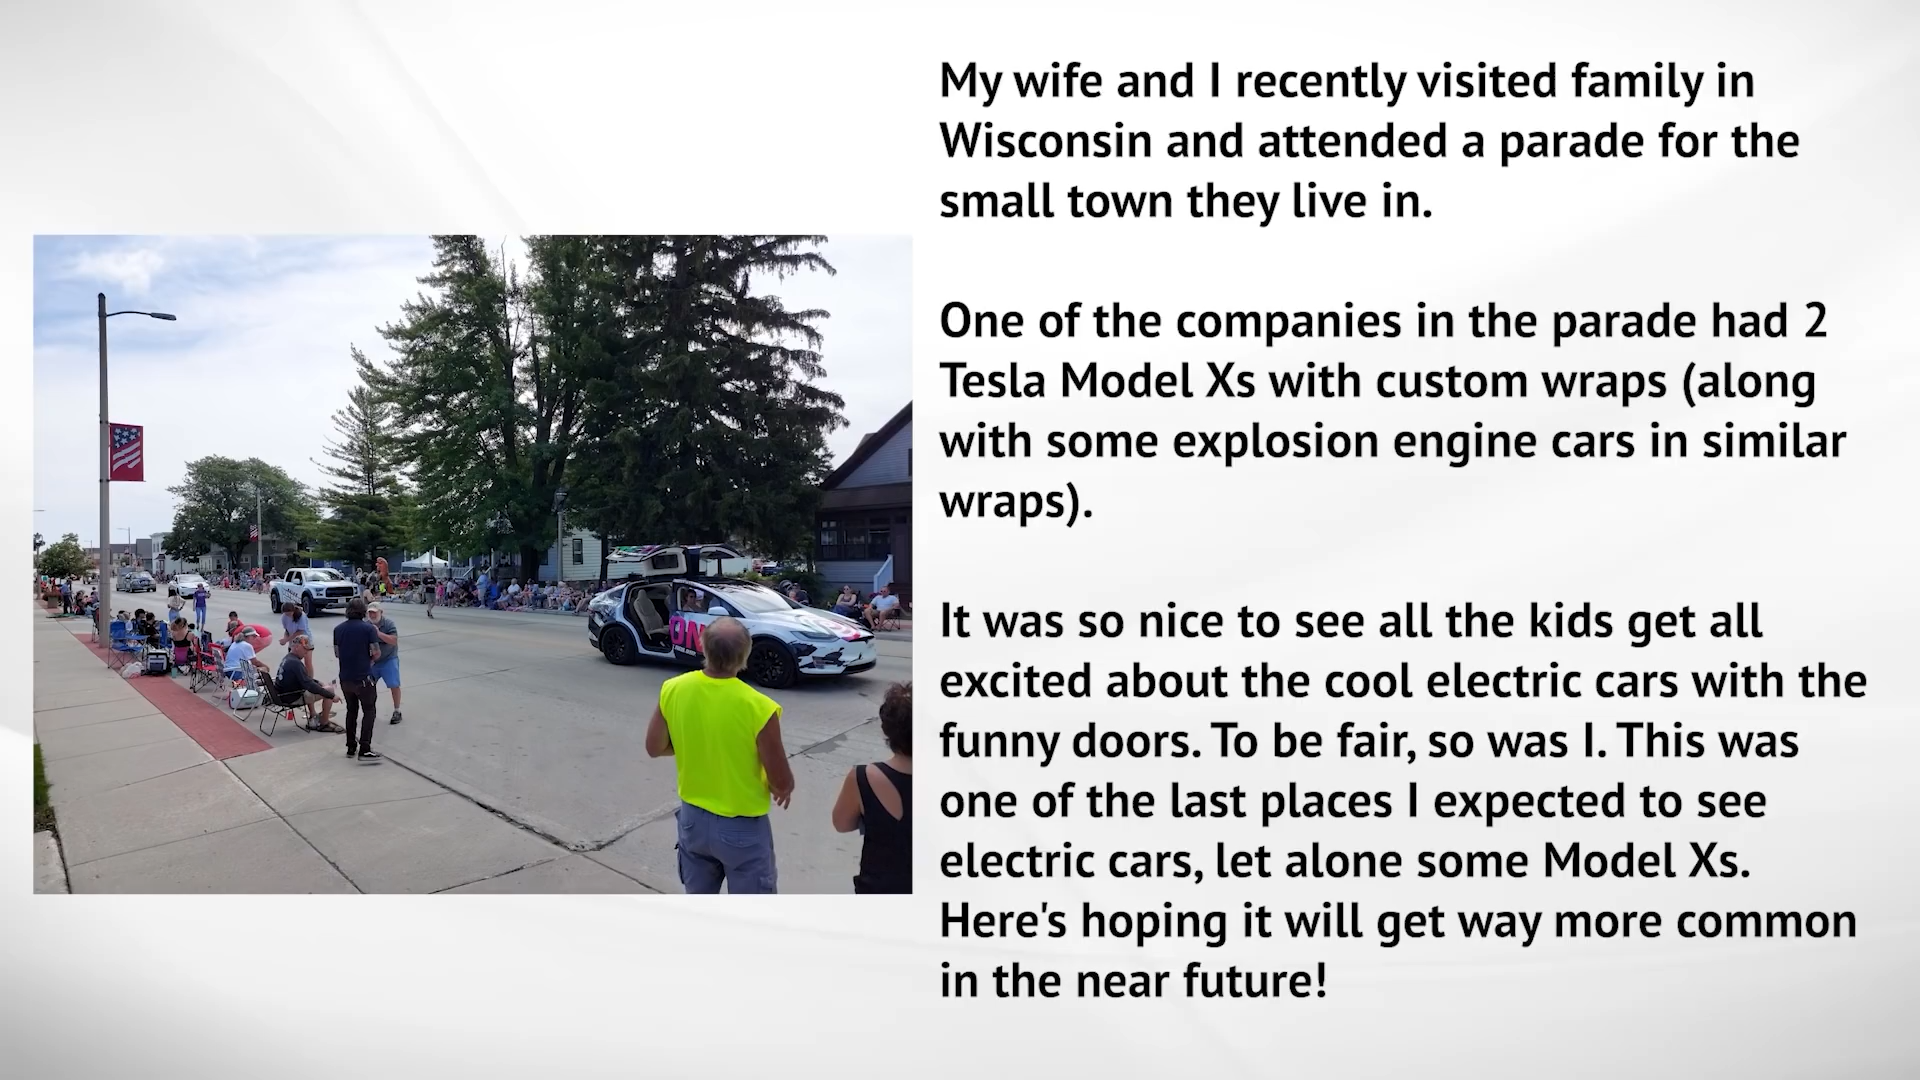 My wife and I recently visited family in
Wisconsin and attended a parade for the
small town they live in.
One of the companies in the parade had 2
Tesla Model Xs with custom wraps (along
with some explosion engine cars in similar
wraps).
It was so nice to see all the kids get all
excited about the cool electric cars with the
funny doors. To be fair, so was I. This was
one of the last places I expected to see
electric cars, let alone some Model Xs.
Here's hoping it will get way more common
in the near future!
ON